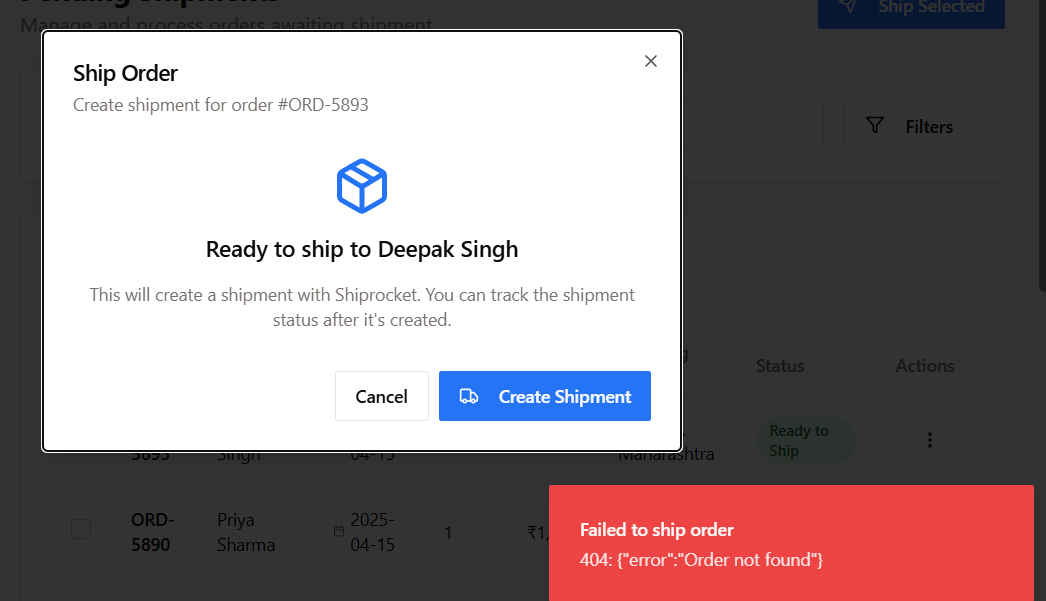 Pending Shipments
Manage and process orders awaiting shipment
Ship Selected
Ship Order
Create shipment for order #ORD-5893
Filters
Ready to ship to Deepak Singh
This will create a shipment with Shiprocket. You can track the shipment
status after it's created.
Status
Actions
Cancel
Create Shipment
Ready to
Ship
5893
Singh
04-15
Maharashtra
ORD-
5890
Priya
Sharma
2025-
04-15
1
₹1,
Failed to ship order
404: {"error":"Order not found"}